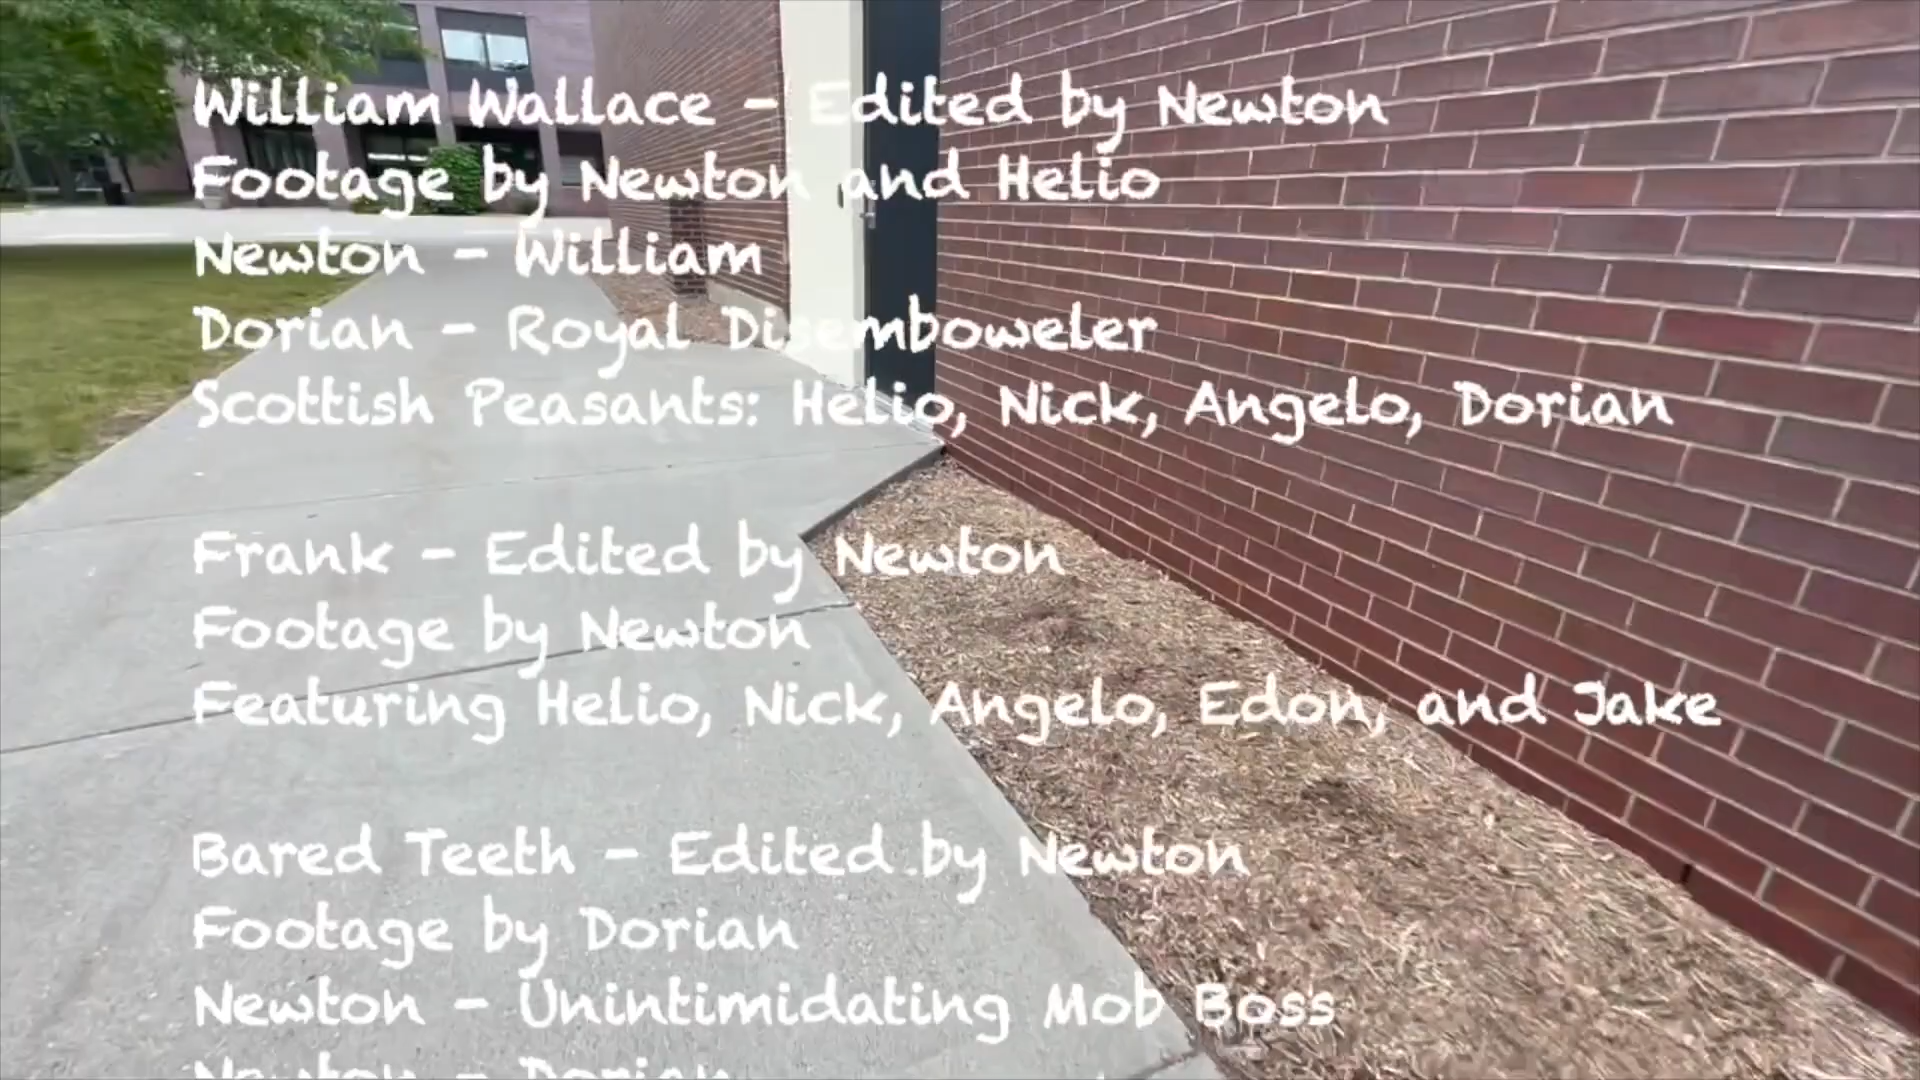 William Wallace - Edited by Newton
Footage by Newton and Helio
Newton - William
Dorian - Royal Disemboweler
Scottish Peasants: Helio, Nick, Angelo, Dorian
Frank - Edited by Newton
Footage by Newton
Featuring Helio, Nick, Angelo, Edon, and Jake
Bared Teeth - Edited by Newton
Footage by Dorian
Newton - Unintimidating Mob Boss
Newton - Dorian